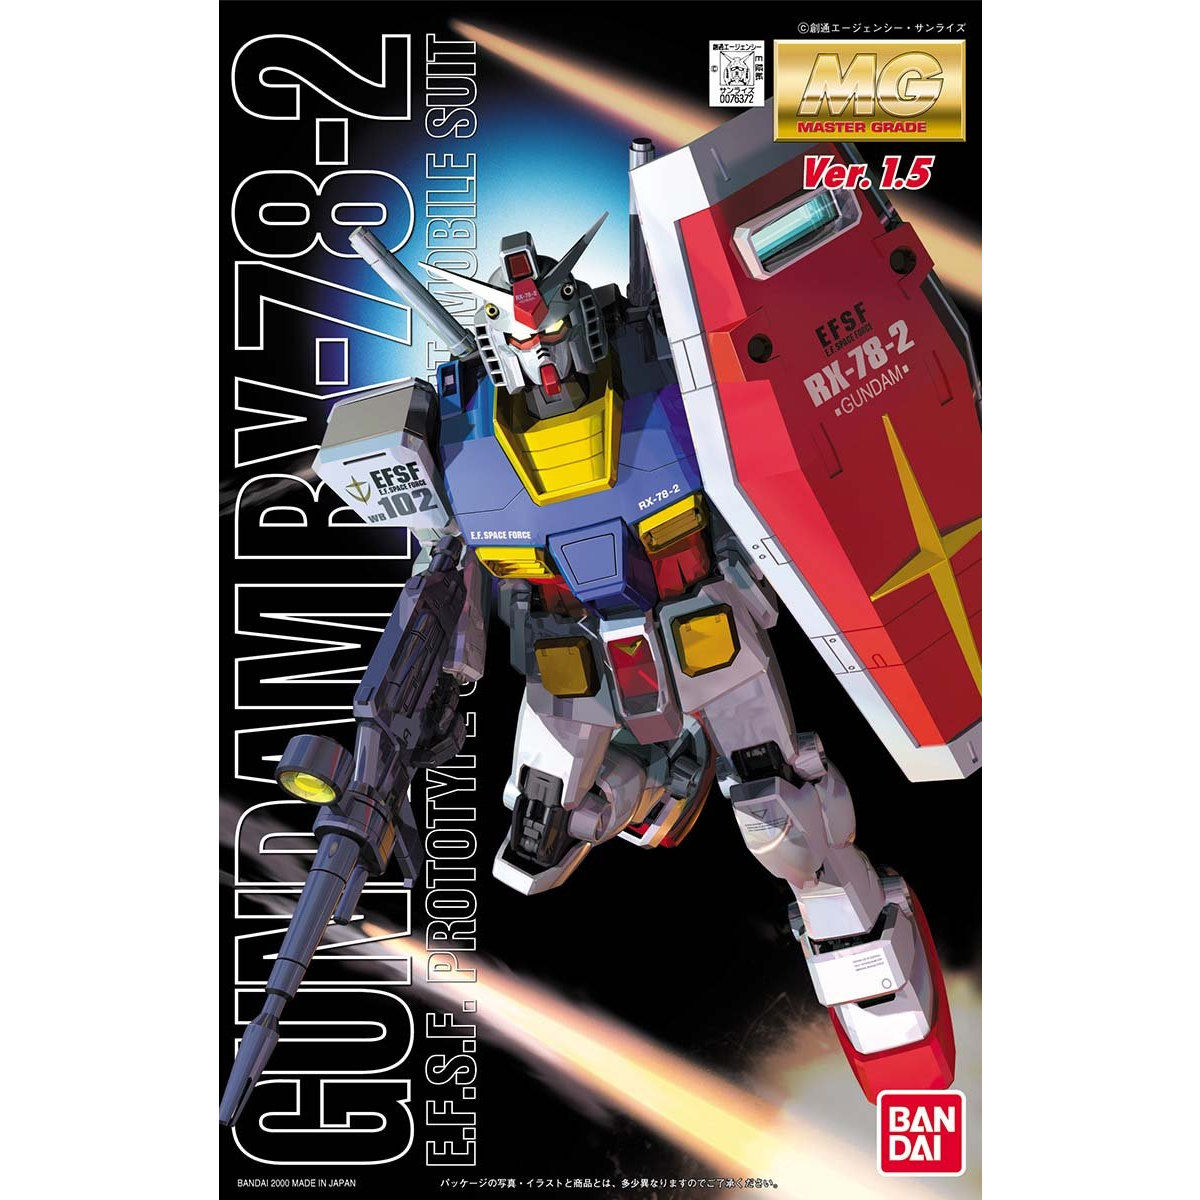 ©創通エージェンシー・サンライズ
創通エージェンシー
©
サンライズ
0076372
MG
MASTER GRADE
Ver. 1.5
GUNDAM RX-78-2
E.F.S.F. PROTOTYPE MOBILE SUIT
RX-78-2
EFSF
E.F. SPACE FORCE
RX-78-2
GUNDAM
EFSF
E.F. SPACE FORCE
WB 102
RX-78-2
E.F. SPACE FORCE
BAN
DAI
BANDAI 2000 MADE IN JAPAN
パッケージの写真・イラストと商品とは、多少異なりますのでご了承ください。